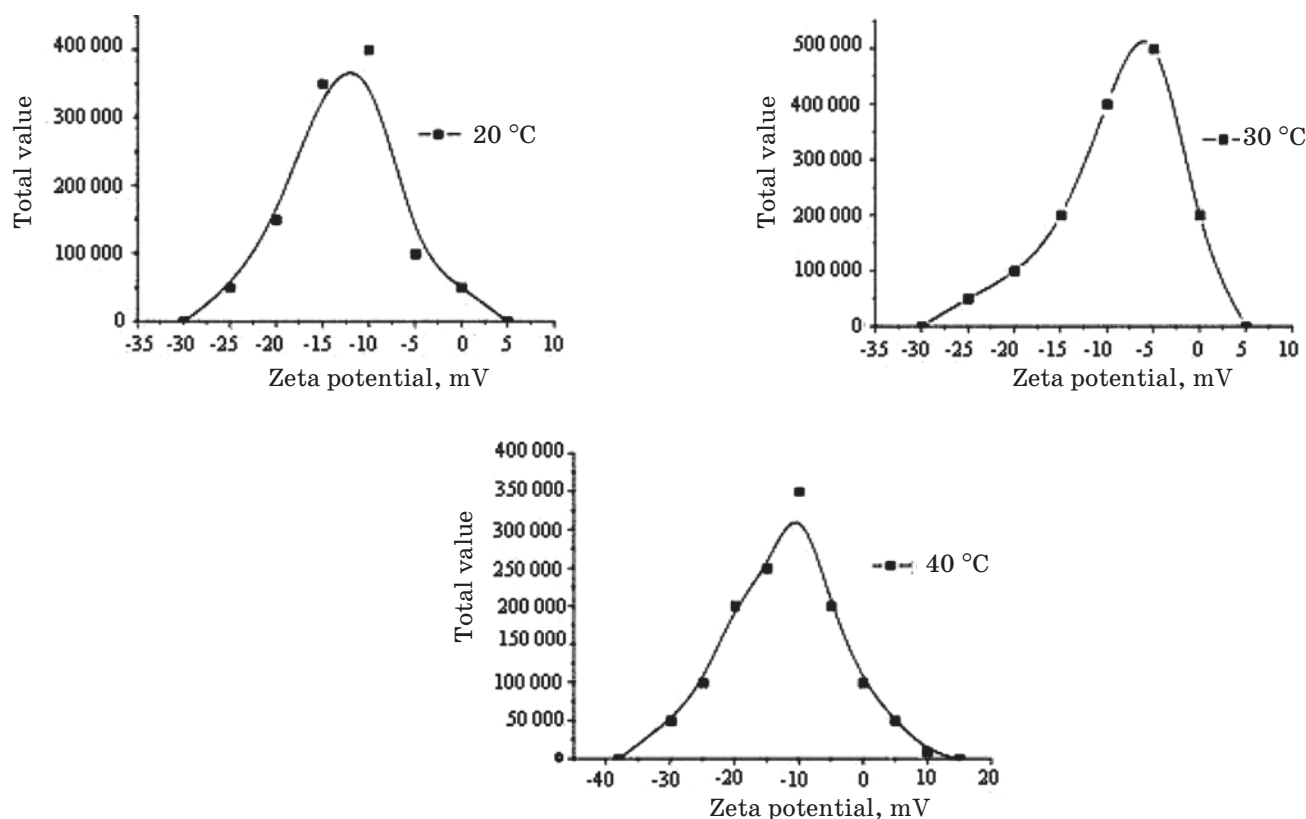 400 000
300 000
200 000
100 000
0
Total value
20 °C
-35 -30 -25 -20 -15 -10 -5 0 5 10
Zeta potential, mV
500 000
400 000
300 000
200 000
100 000
0
Total value
30 °C
-35 -30 -25 -20 -15 -10 -5 0 5 10
Zeta potential, mV
400 000
350 000
300 000
250 000
200 000
150 000
100 000
50 000
0
Total value
40 °C
-40 -30 -20 -10 0 10 20
Zeta potential, mV